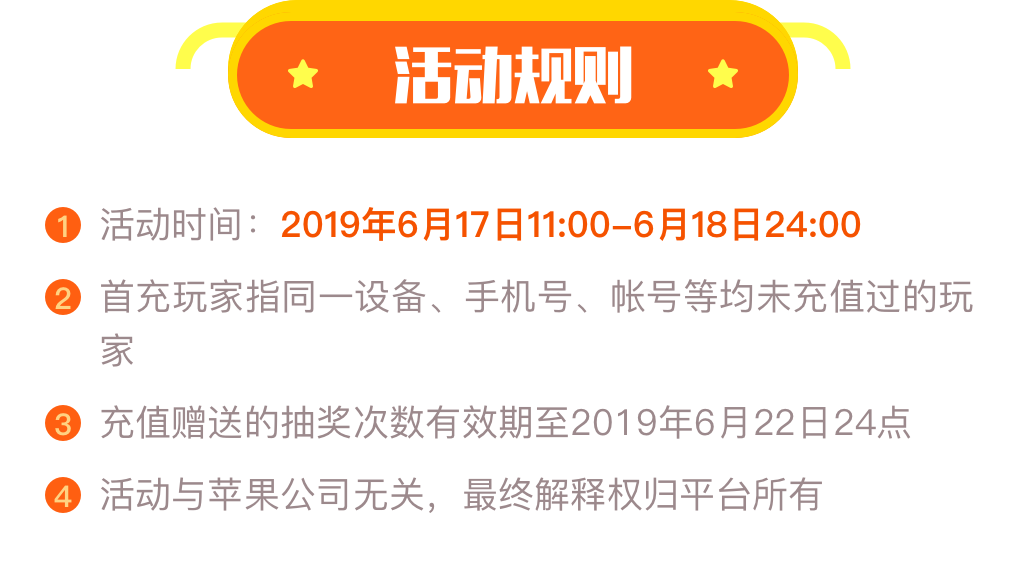 活动规则
1 活动时间：2019年6月17日11:00-6月18日24:00
2 首充玩家指同一设备、手机号、帐号等均未充值过的玩
家
3 充值赠送的抽奖次数有效期至2019年6月22日24点
4 活动与苹果公司无关，最终解释权归平台所有